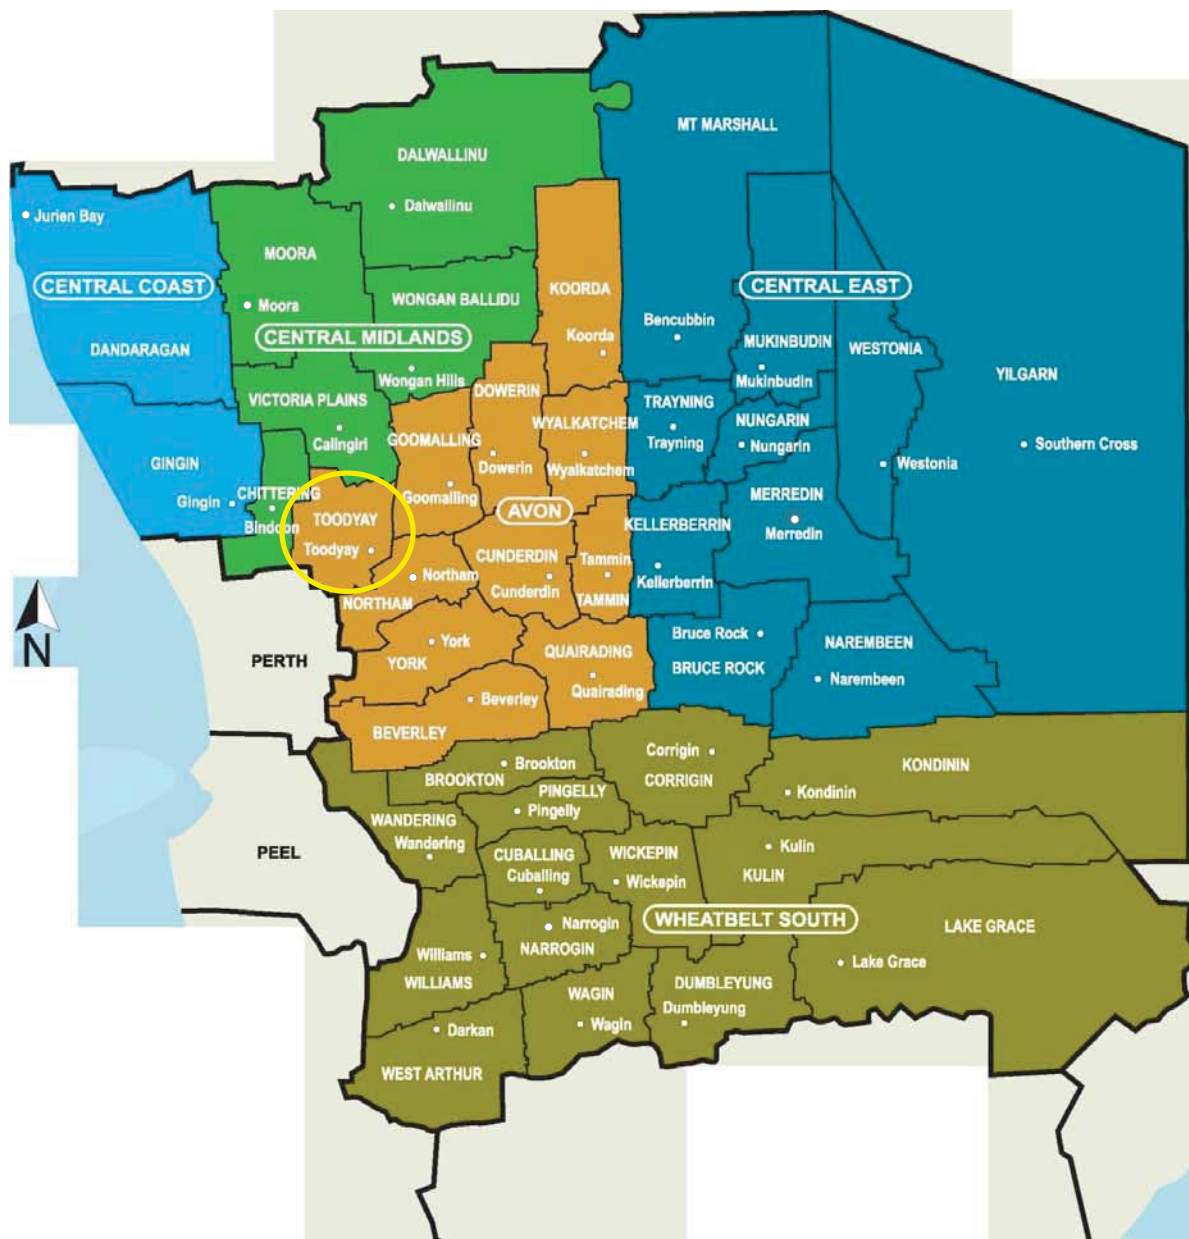 MT MARSHALL
DALWALLINU
Dalwallinu
Jurien Bay
MOORA
CENTRAL COAST
KOORDA
CENTRAL EAST
WONGAN BALLIDU
Moora
Bencubbin
CENTRAL MIDLANDS
Koorda
MUKINBUDIN
WESTONIA
DANDARAGAN
Wongan Hills
Mukinbudin
YILGARN
DOWERIN
VICTORIA PLAINS
TRAYNING
WYALKATCHEM
NUNGARIN
Calingiri
GOOMALLING
Trayning
Nungarin
Southern Cross
GINGIN
Dowerin
Wyalkatchem
Westonia
CHITTERING
Goomalling
MERREDIN
Gingin
AVON
TOODYAY
Bindoon
KELLERBERRIN
Merredin
Toodyay
CUNDERDIN
Tammin
Northam
Cunderdin
Kellerberrin
NORTHAM
TAMMIN
N
York
Bruce Rock
NAREMBEEN
PERTH
YORK
QUAIRADING
BRUCE ROCK
Narembeen
Quairading
Beverley
BEVERLEY
Corrigin
Brookton
KONDININ
BROOKTON
CORRIGIN
PINGELLY
Kondinin
Pingelly
WANDERING
Wandering
Kulin
PEEL
CUBALLING
WICKEPIN
Cuballing
Wickepin
KULIN
WHEATBELT SOUTH
Narrogin
LAKE GRACE
NARROGIN
Williams
Lake Grace
WILLIAMS
DUMBLEYUNG
WAGIN
Dumbleyung
Darkan
Wagin
WEST ARTHUR